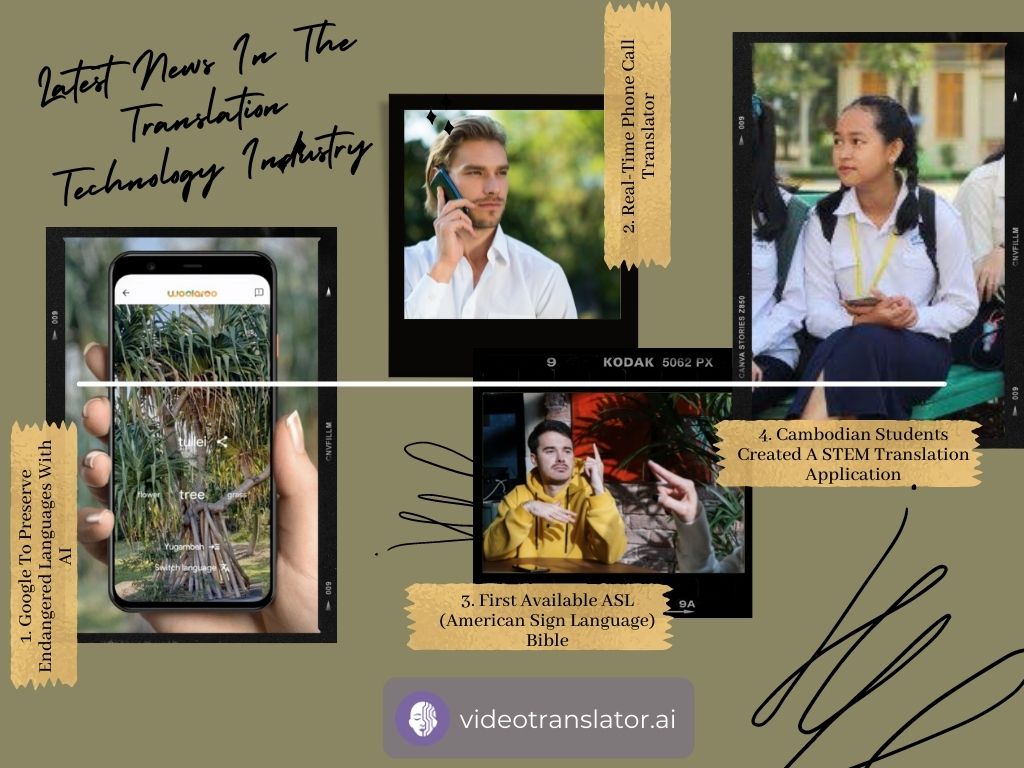 Latest News In The
Translation
Technology Industry
woolaroo
tullei
flower
tree
grass
Yugambeh
Switch language
009
CNVFILLM
009
1. Google To Preserve
Endangered Languages With
AI
2. Real-Time Phone Call
Translator
9 KODAK 5062 PX
9A
3. First Available ASL
(American Sign Language)
Bible
009
CANVA STORIES Z850
CNVFILLM
009
4. Cambodian Students
Created A STEM Translation
Application
videotranslator.ai